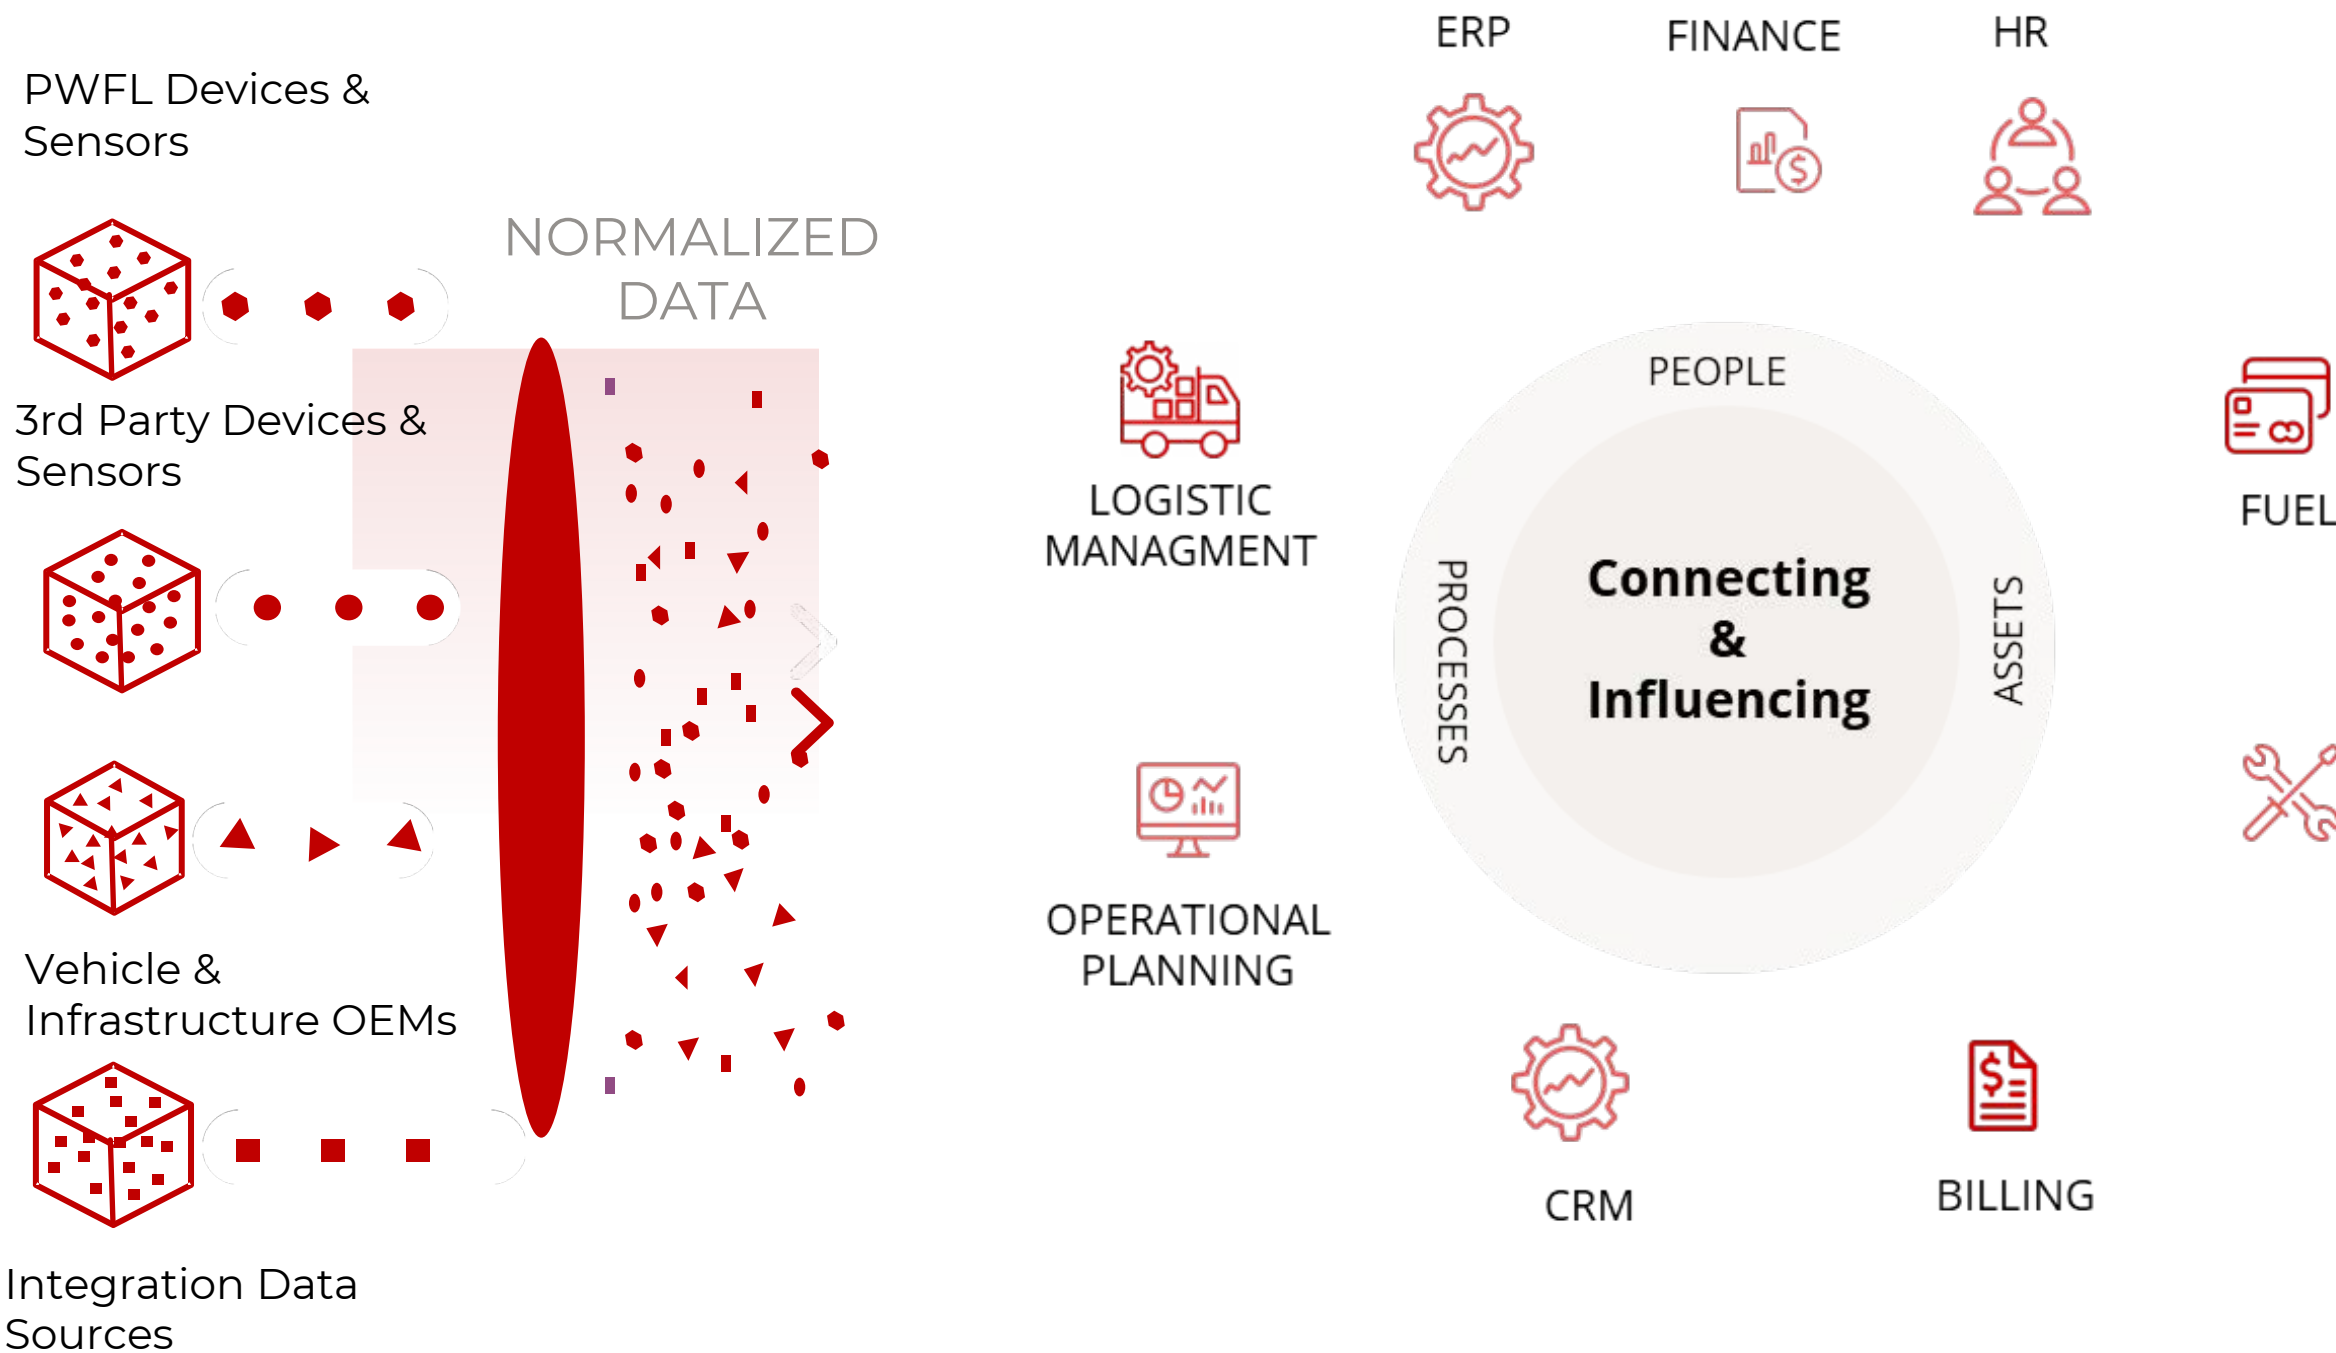 PWFL Devices &
Sensors
3rd Party Devices &
Sensors
Vehicle &
Infrastructure OEMs
Integration Data
Sources
NORMALIZED
DATA
ERP
FINANCE
HR
LOGISTIC
MANAGMENT
OPERATIONAL
PLANNING
PEOPLE
PROCESSES
Connecting
&
Influencing
ASSETS
FUEL
CRM
BILLING